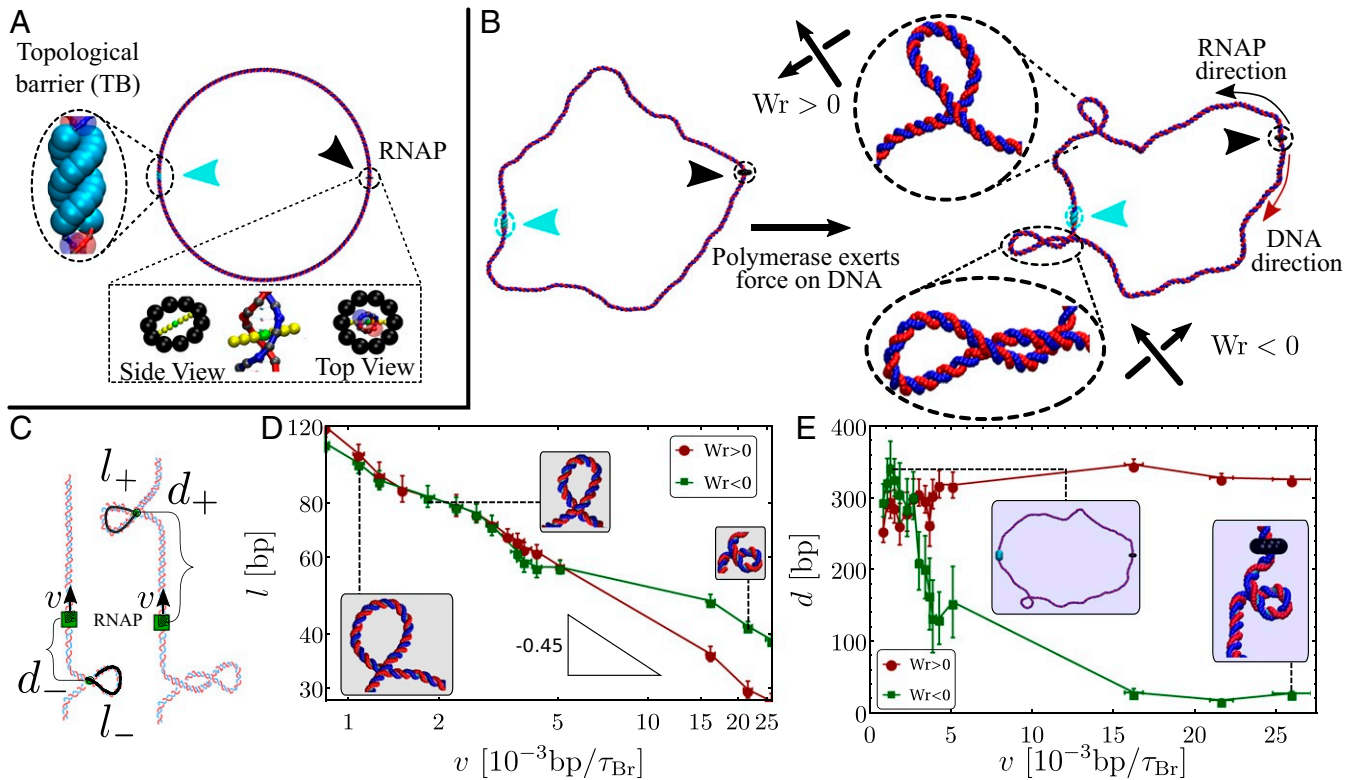 A
Topological
barrier (TB)
RNAP
Side View
Top View
B
Wr > 0
RNAP
direction
Polymerase exerts
force on DNA
DNA
direction
Wr < 0
C
l₊
d₊
v
RNAP
v
d₋
l₋
D
120
80
60
40
30
l [bp]
Wr>0
Wr<0
-0.45
1
2
5
10
15
20
25
v [10⁻³bp/τBr]
E
400
300
200
100
0
d [bp]
Wr>0
Wr<0
0
5
10
15
20
25
v [10⁻³bp/τBr]